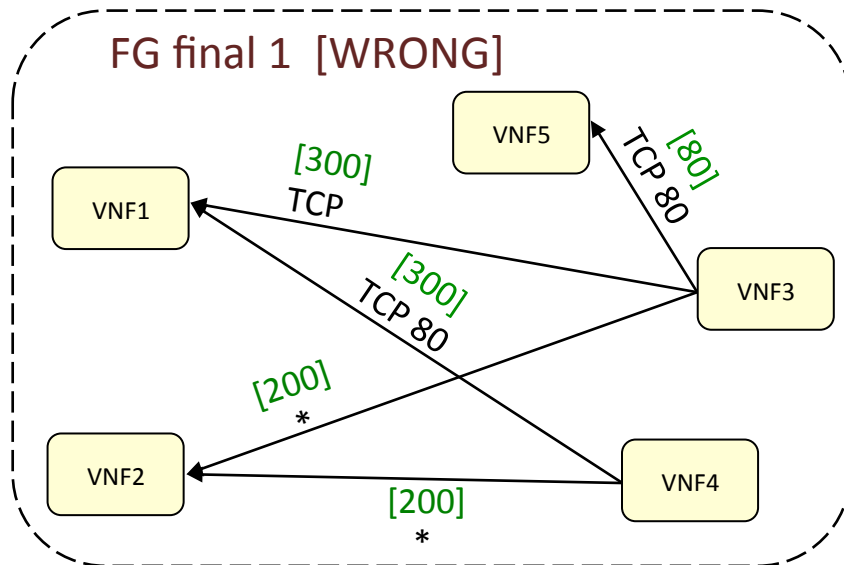 FG final 1 [WRONG]
VNF5
[80]
TCP 80
[300]
TCP
VNF1
[300]
TCP 80
VNF3
[200]
*
VNF2
VNF4
[200]
*